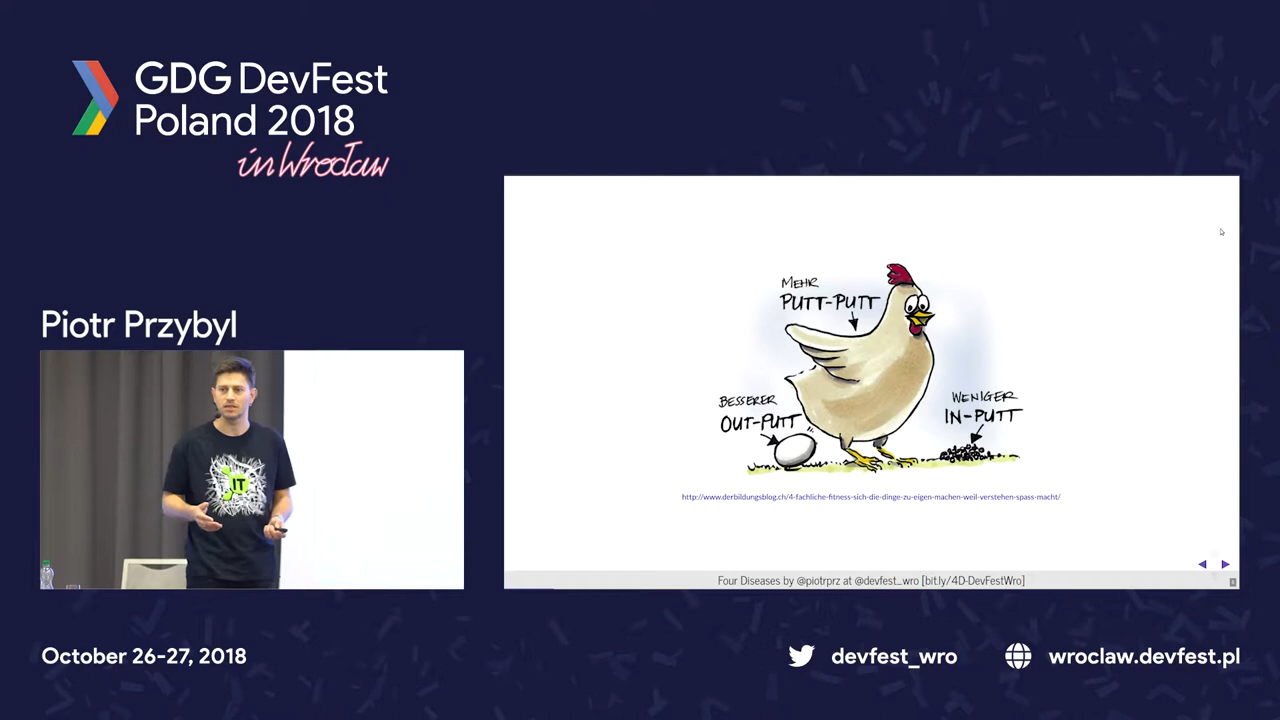 GDG DevFest
Poland 2018
in Wrocław
Piotr Przybyl
IT
MEHR
PUTT-PUTT
BESSERER
OUT-PUTT
WENIGER
IN-PUTT
http://www.derbildungsblog.ch/4-fachliche-fitness-sich-die-dinge-zu-eigen-machen-weil-verstehen-spass-macht/
Four Diseases by @piotrprz at @devfest_wro [bit.ly/4D-DevFestWro]
October 26-27, 2018
devfest_wro
wroclaw.devfest.pl